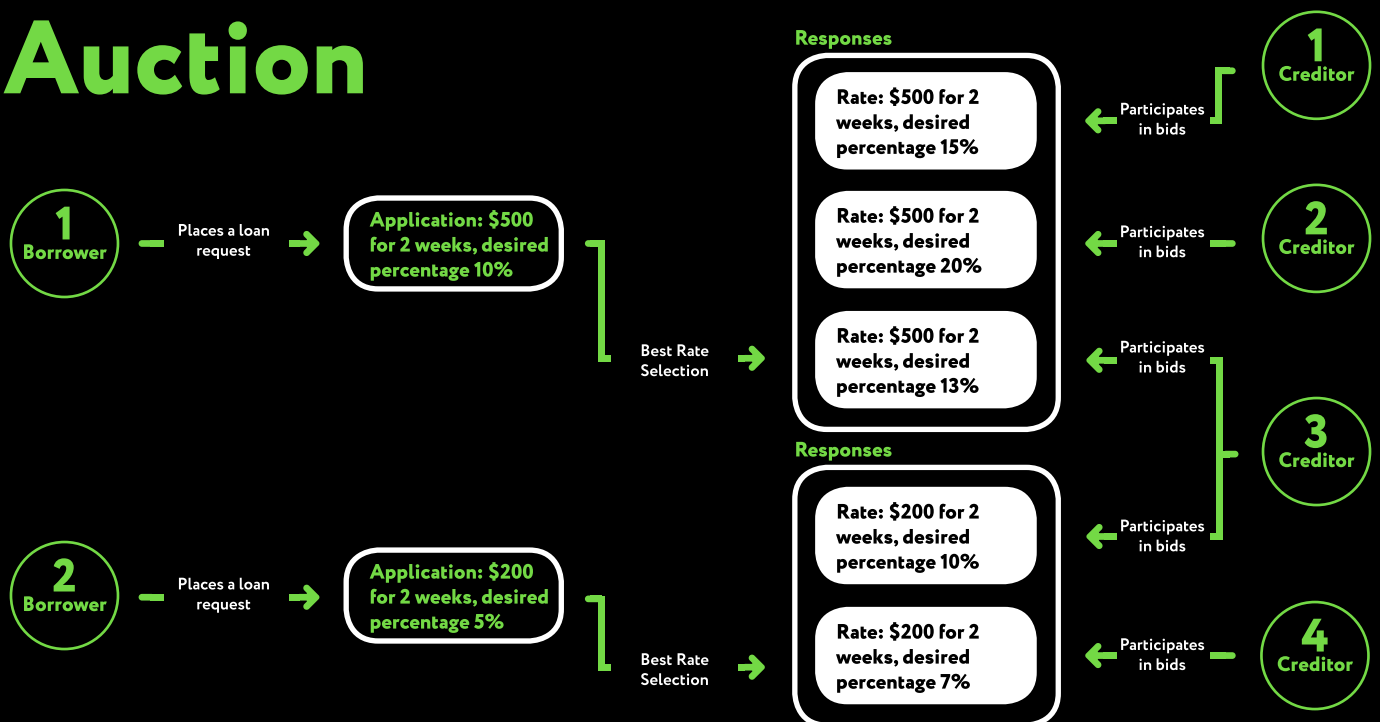 Auction
Responses
Rate: $500 for 2
weeks, desired
percentage 15%
Participates
in bids
1
Creditor
1
Borrower
Places a loan
request
Application: $500
for 2 weeks, desired
percentage 10%
Rate: $500 for 2
weeks, desired
percentage 20%
Participates
in bids
2
Creditor
Best Rate
Selection
Rate: $500 for 2
weeks, desired
percentage 13%
Participates
in bids
3
Creditor
Responses
Rate: $200 for 2
weeks, desired
percentage 10%
Participates
in bids
2
Borrower
Places a loan
request
Application: $200
for 2 weeks, desired
percentage 5%
Best Rate
Selection
Rate: $200 for 2
weeks, desired
percentage 7%
Participates
in bids
4
Creditor